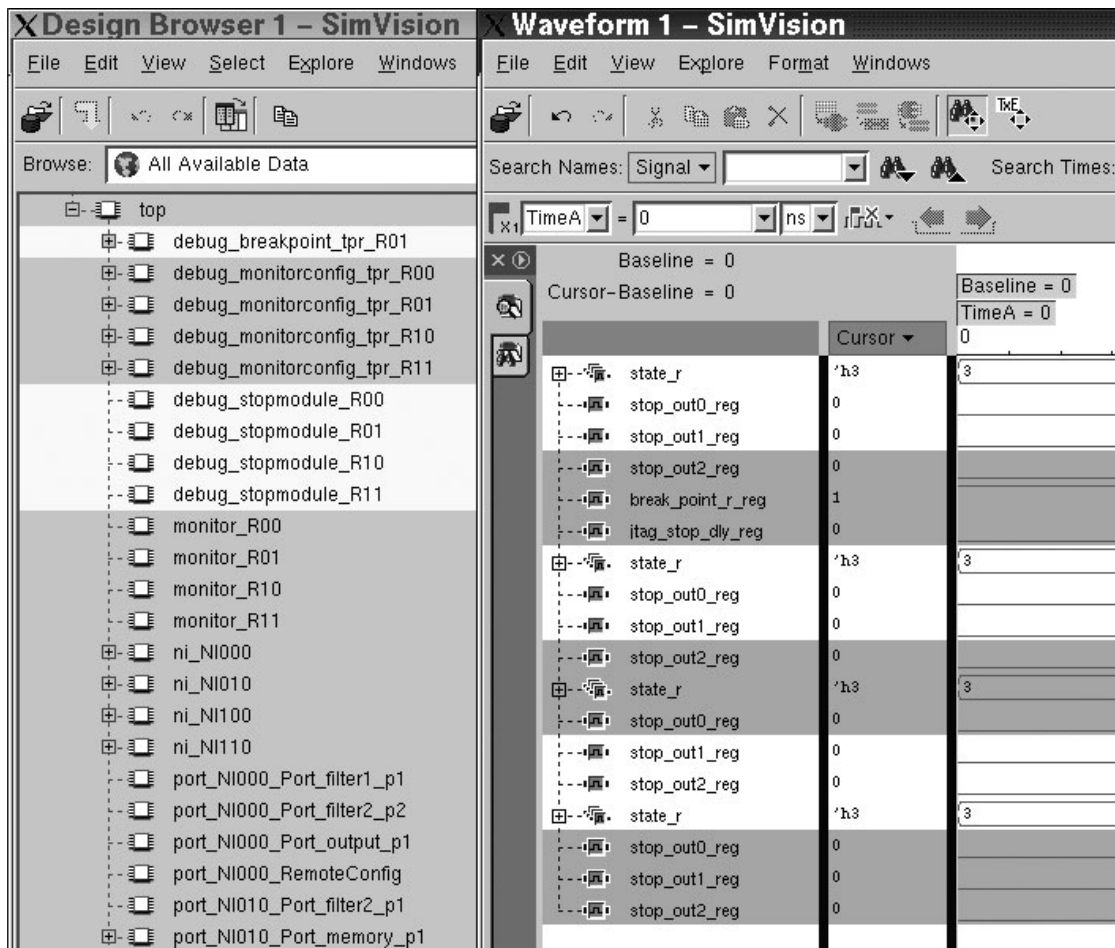 X Design Browser 1 – SimVision
File Edit View Select Explore Windows
Browse: All Available Data
top
debug_breakpoint_tpr_R01
debug_monitorconfig_tpr_R00
debug_monitorconfig_tpr_R01
debug_monitorconfig_tpr_R10
debug_monitorconfig_tpr_R11
debug_stopmodule_R00
debug_stopmodule_R01
debug_stopmodule_R10
debug_stopmodule_R11
monitor_R00
monitor_R01
monitor_R10
monitor_R11
ni_NI000
ni_NI010
ni_NI100
ni_NI110
port_NI000_Port_filter1_p1
port_NI000_Port_filter2_p2
port_NI000_Port_output_p1
port_NI000_RemoteConfig
port_NI010_Port_filter2_p1
port_NI010_Port_memory_p1
X Waveform 1 – SimVision
File Edit View Explore Format Windows
TxE
Search Names: Signal Search Times:
X1 TimeA = 0 ns
Baseline = 0
Cursor-Baseline = 0
Baseline = 0
TimeA = 0
Cursor 0
state_r 'h3 3
stop_out0_reg 0
stop_out1_reg 0
stop_out2_reg 0
break_point_r_reg 1
jtag_stop_dly_reg 0
state_r 'h3 3
stop_out0_reg 0
stop_out1_reg 0
stop_out2_reg 0
state_r 'h3 3
stop_out0_reg 0
stop_out1_reg 0
stop_out2_reg 0
state_r 'h3 3
stop_out0_reg 0
stop_out1_reg 0
stop_out2_reg 0